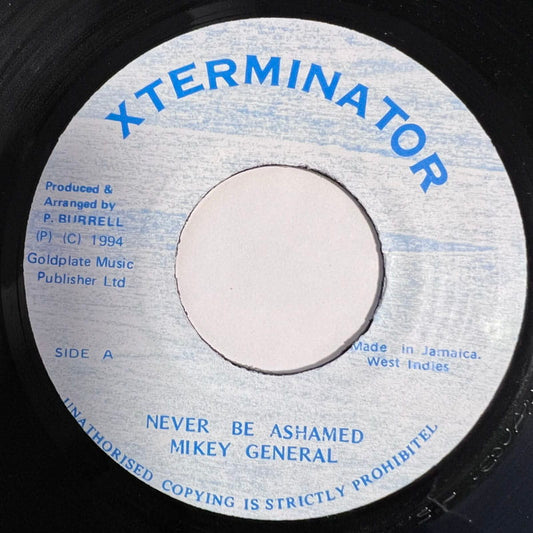 XTERMINATOR
Produced &
Arranged by
P. BURRELL
(P) (C) 1994
Goldplate Music
Publisher Ltd
SIDE A
Made in Jamaica.
West Indies
NEVER BE ASHAMED
MIKEY GENERAL
UNATHORISED COPYING IS STRICTLY PROHIBITEL